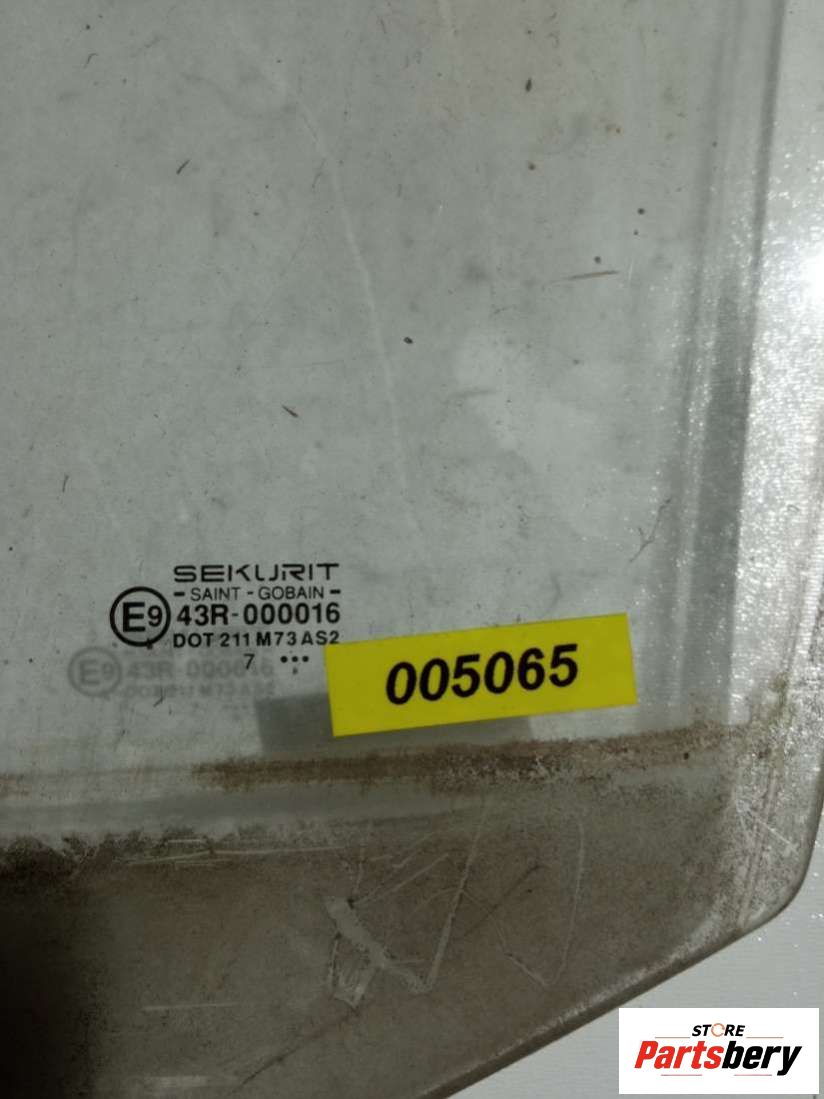 SEKURIT
- SAINT - GOBAIN -
E9 43R-000016
DOT 211 M73 AS2
7 •••
005065
STORE
Partsbery